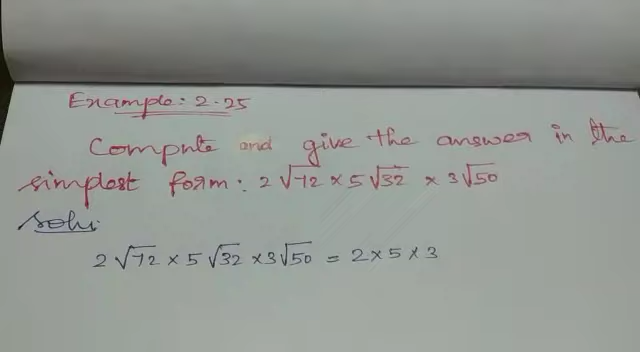 Example: 2.25
Compute and give the answer in the
simplest form: 2√72 × 5√32 × 3√50
Soln.
2√72 × 5√32 × 3√50 = 2 × 5 × 3